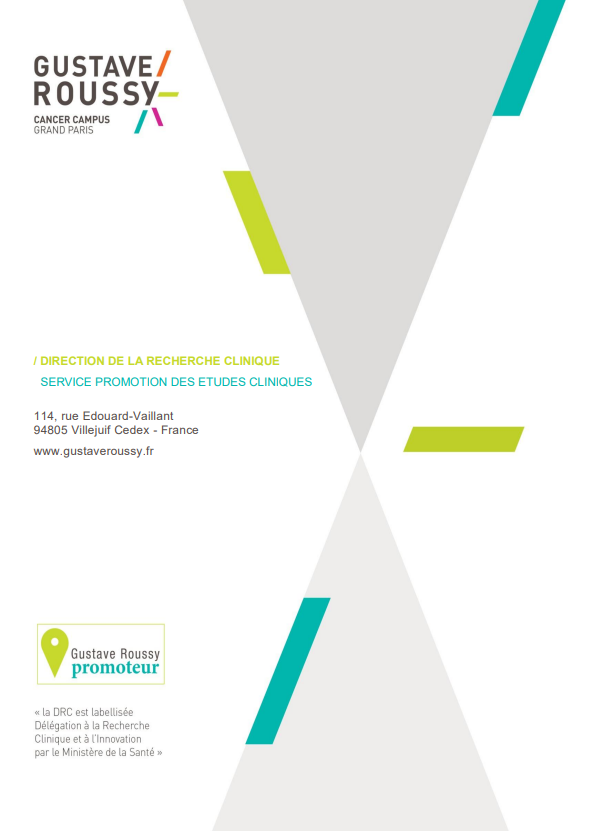 GUSTAVE
ROUSSY
CANCER CAMPUS
GRAND PARIS
/ DIRECTION DE LA RECHERCHE CLINIQUE
SERVICE PROMOTION DES ETUDES CLINIQUES
114, rue Edouard-Vaillant
94805 Villejuif Cedex - France
www.gustaveroussy.fr
Gustave Roussy
promoteur
« la DRC est labellisée
Délégation à la Recherche
Clinique et à l'Innovation
par le Ministère de la Santé »